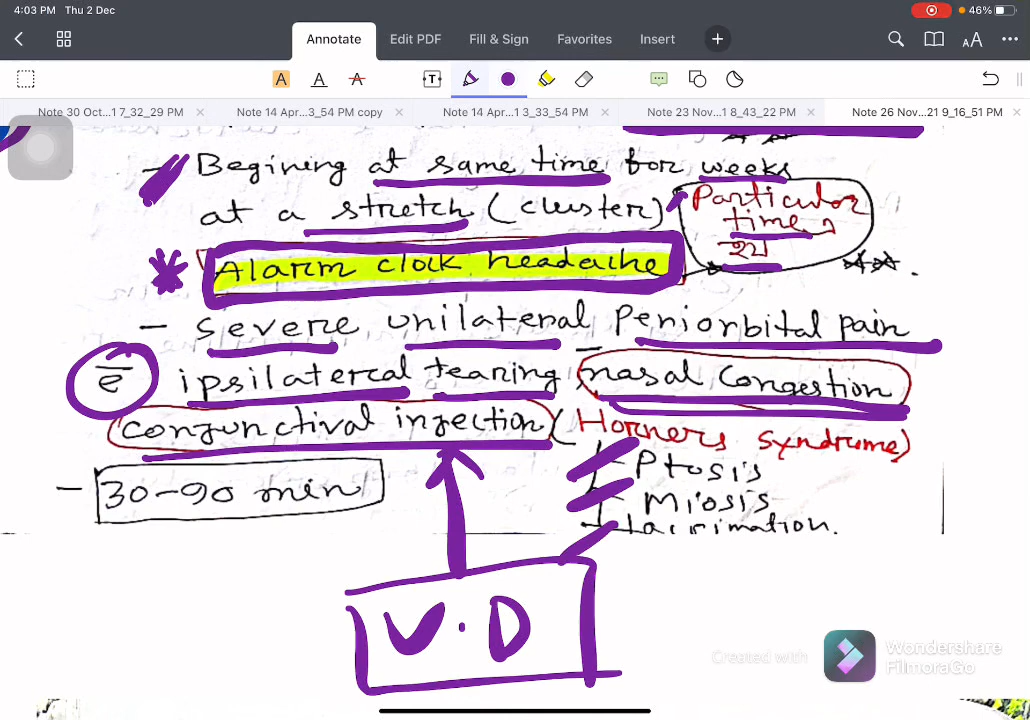 4:03 PM Thu 2 Dec
46%
Annotate Edit PDF Fill & Sign Favorites Insert
Note 30 Oct...1 7_32_29 PM
Note 14 Apr...3_54 PM copy
Note 14 Apr...1 3_33_54 PM
Note 23 Nov...1 8_43_22 PM
Note 26 Nov...21 9_16_51 PM
- Begining at same time for weeks
at a stretch (cluster)
Particular
time এ
হয়
Alarm clock headache
- severe unilateral periorbital pain
c̅ ipsilateral tearing, nasal congestion
conjunctival injection (Horners syndrome)
- Ptosis
- Miosis
- lacrimation.
- 30-90 min
V.D
Created with Wondershare
FilmoraGo